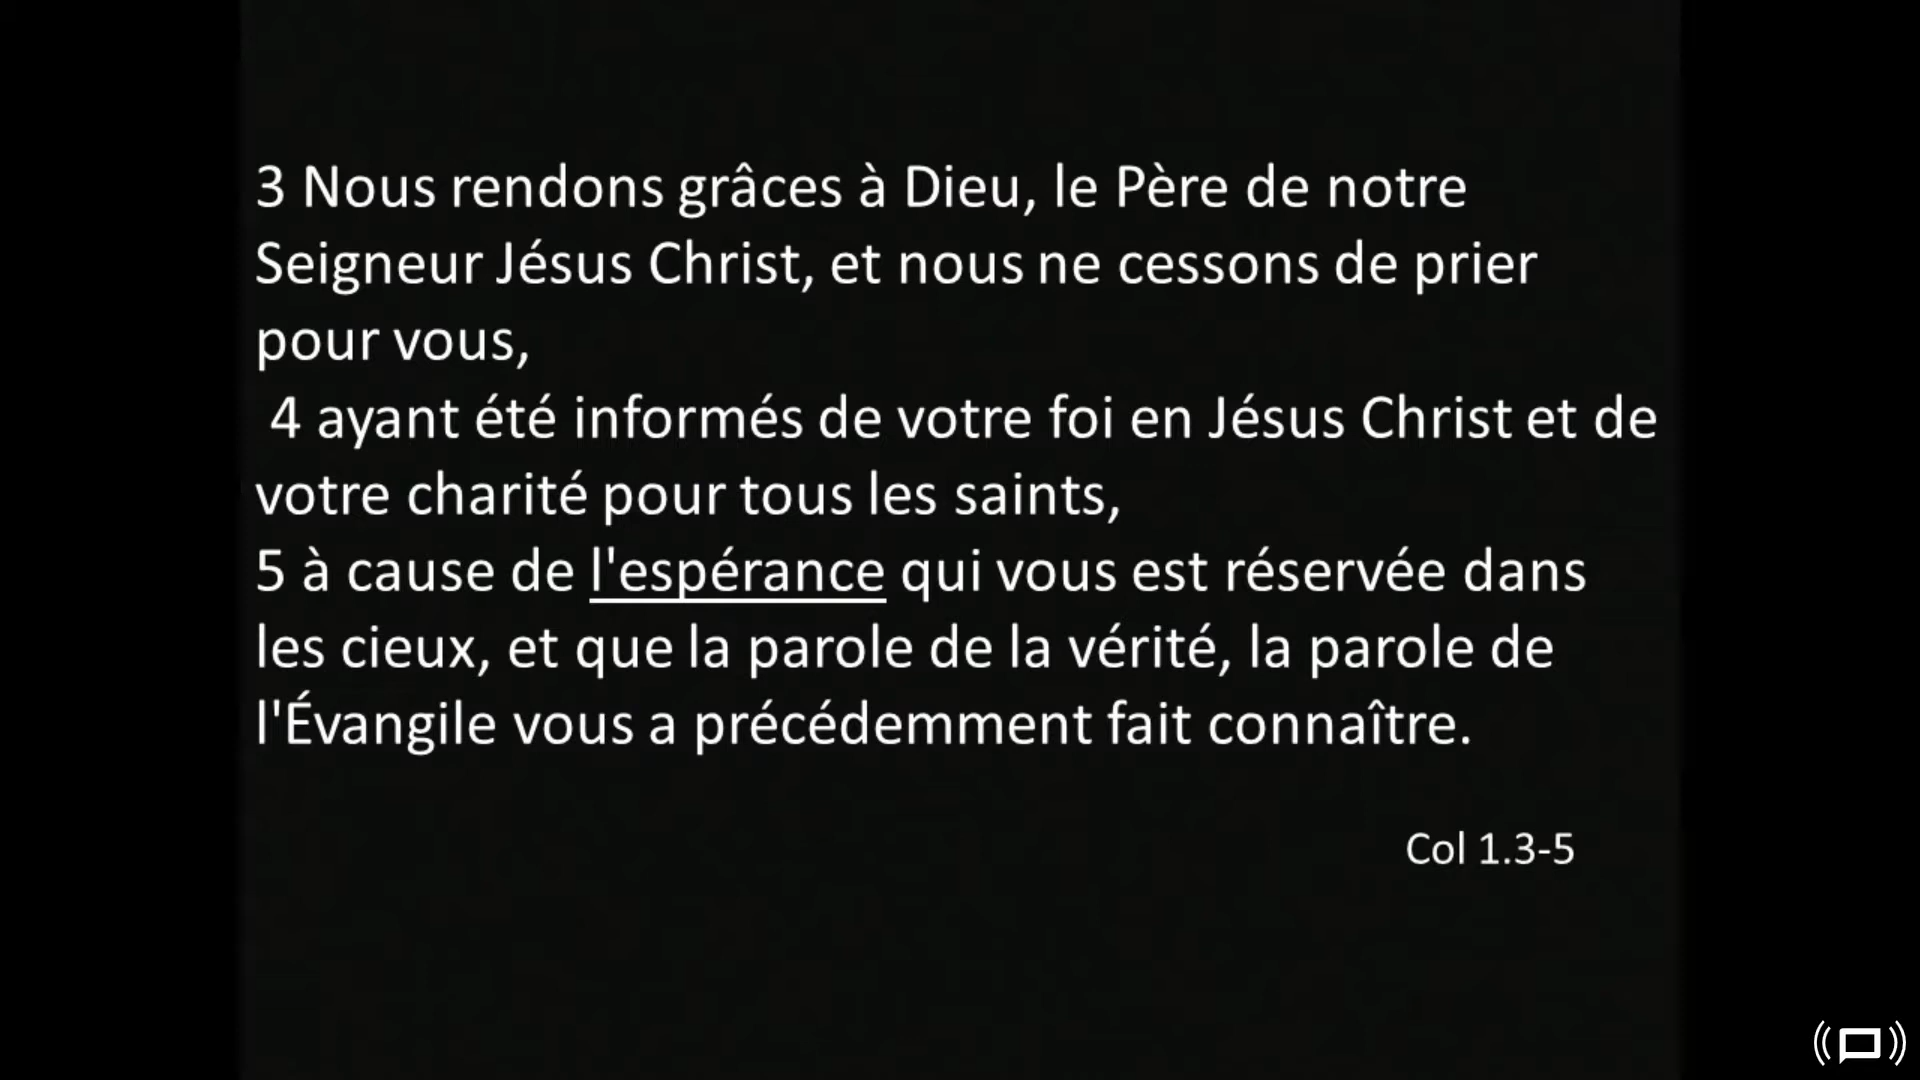 3 Nous rendons grâces à Dieu, le Père de notre
Seigneur Jésus Christ, et nous ne cessons de prier
pour vous,
4 ayant été informés de votre foi en Jésus Christ et de
votre charité pour tous les saints,
5 à cause de l'espérance qui vous est réservée dans
les cieux, et que la parole de la vérité, la parole de
l'Évangile vous a précédemment fait connaître.
Col 1.3-5